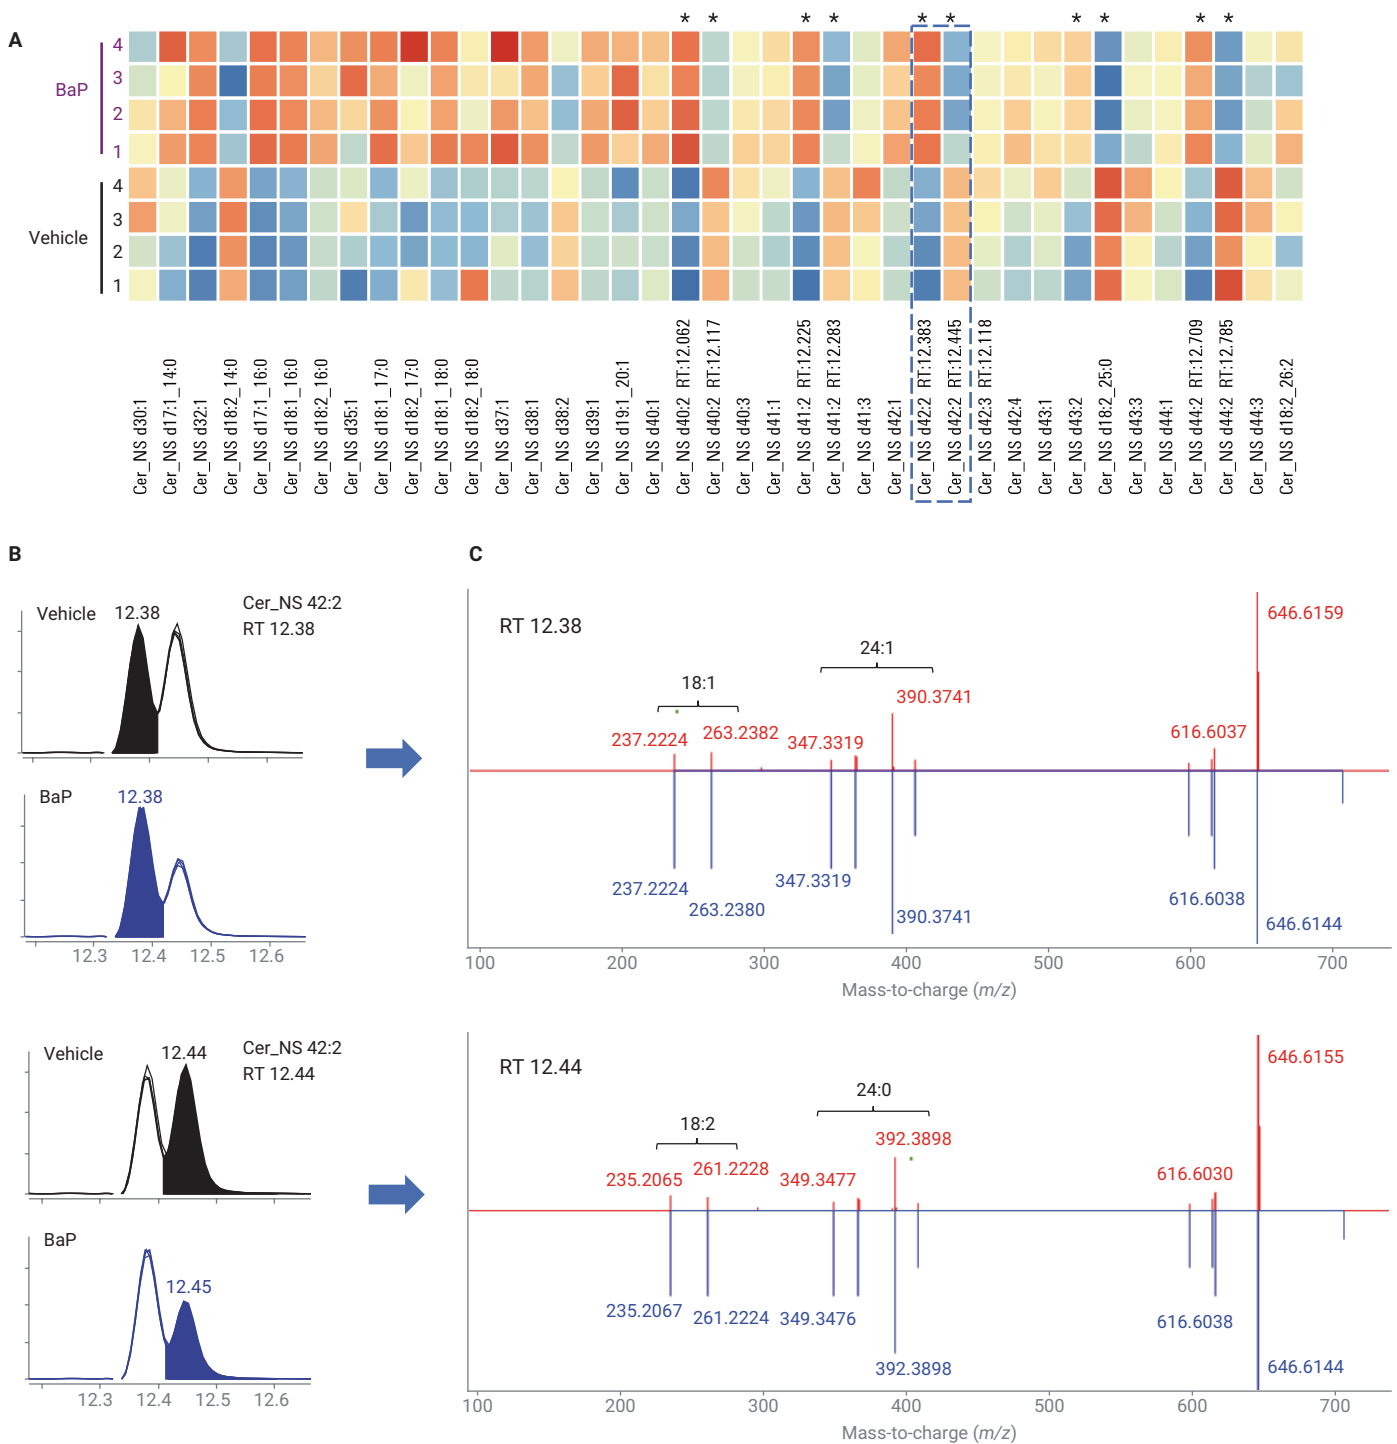 A
* * * * * * * * * *
BaP
4
3
2
1
Vehicle
4
3
2
1
Cer_NS d30:1
Cer_NS d17:1_14:0
Cer_NS d32:1
Cer_NS d18:2_14:0
Cer_NS d17:1_16:0
Cer_NS d18:1_16:0
Cer_NS d18:2_16:0
Cer_NS d35:1
Cer_NS d18:1_17:0
Cer_NS d18:2_17:0
Cer_NS d18:1_18:0
Cer_NS d18:2_18:0
Cer_NS d37:1
Cer_NS d38:1
Cer_NS d38:2
Cer_NS d39:1
Cer_NS d19:1_20:1
Cer_NS d40:1
Cer_NS d40:2 RT:12.062
Cer_NS d40:2 RT:12.117
Cer_NS d40:3
Cer_NS d41:1
Cer_NS d41:2 RT:12.225
Cer_NS d41:2 RT:12.283
Cer_NS d41:3
Cer_NS d42:1
Cer_NS d42:2 RT:12.383
Cer_NS d42:2 RT:12.445
Cer_NS d42:3 RT:12.118
Cer_NS d42:4
Cer_NS d43:1
Cer_NS d43:2
Cer_NS d18:2_25:0
Cer_NS d43:3
Cer_NS d44:1
Cer_NS d44:2 RT:12.709
Cer_NS d44:2 RT:12.785
Cer_NS d44:3
Cer_NS d18:2_26:2
B
Vehicle
12.38
Cer_NS 42:2
RT 12.38
BaP
12.38
12.3 12.4 12.5 12.6
Vehicle
12.44
Cer_NS 42:2
RT 12.44
BaP
12.45
12.3 12.4 12.5 12.6
C
RT 12.38
646.6159
24:1
18:1
390.3741
237.2224
263.2382
347.3319
616.6037
237.2224
263.2380
347.3319
390.3741
616.6038
646.6144
100 200 300 400 500 600 700
Mass-to-charge (m/z)
RT 12.44
646.6155
24:0
18:2
392.3898
235.2065
261.2228
349.3477
616.6030
235.2067
261.2224
349.3476
392.3898
616.6038
646.6144
100 200 300 400 500 600 700
Mass-to-charge (m/z)